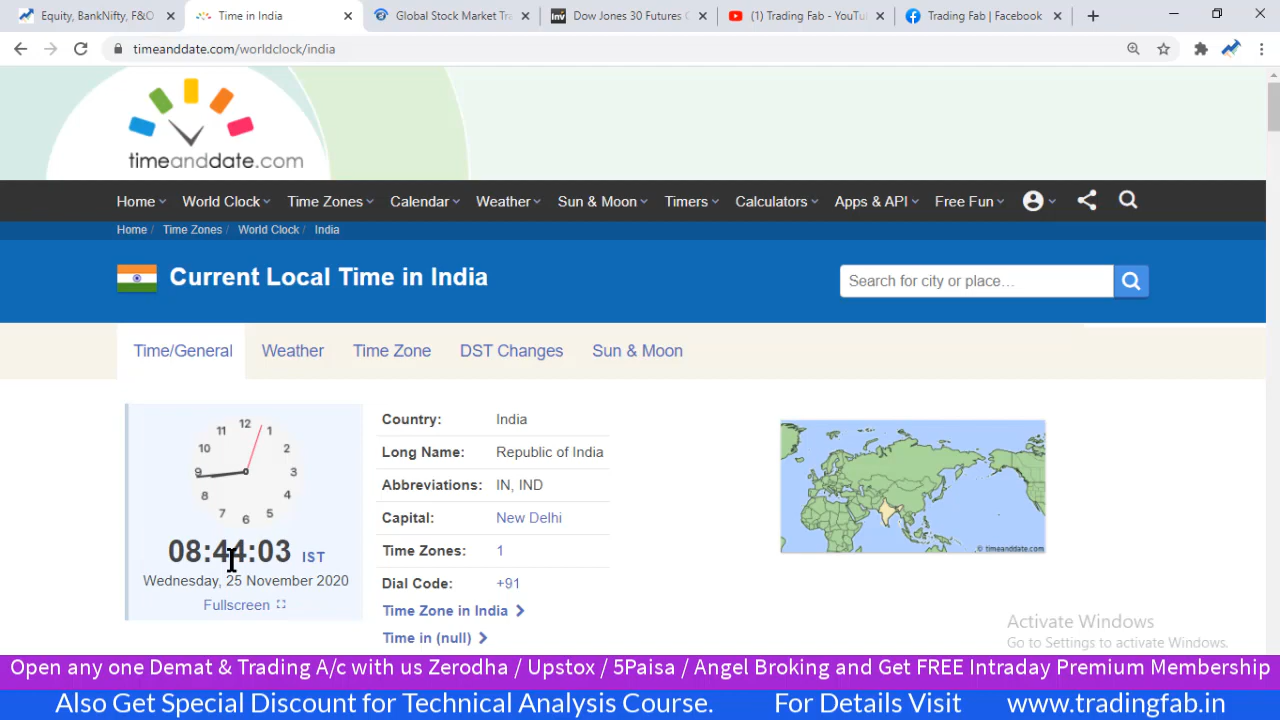 Equity, BankNifty, F&O
Time in India
Global Stock Market Tra
Inv
Dow Jones 30 Futures C
(1) Trading Fab - YouTu
Trading Fab | Facebook
timeanddate.com/worldclock/india
timeanddate.com
Home
World Clock
Time Zones
Calendar
Weather
Sun & Moon
Timers
Calculators
Apps & API
Free Fun
Home / Time Zones / World Clock / India
Current Local Time in India
Search for city or place...
Time/General
Weather
Time Zone
DST Changes
Sun & Moon
12
1
2
3
4
5
6
7
8
9
10
11
08:44:03 IST
Wednesday, 25 November 2020
Fullscreen
Country: India
Long Name: Republic of India
Abbreviations: IN, IND
Capital: New Delhi
Time Zones: 1
Dial Code: +91
Time Zone in India
Time in (null)
© timeanddate.com
Activate Windows
Go to Settings to activate Windows.
Open any one Demat & Trading A/c with us Zerodha / Upstox / 5Paisa / Angel Broking and Get FREE Intraday Premium Membership
Also Get Special Discount for Technical Analysis Course. For Details Visit www.tradingfab.in